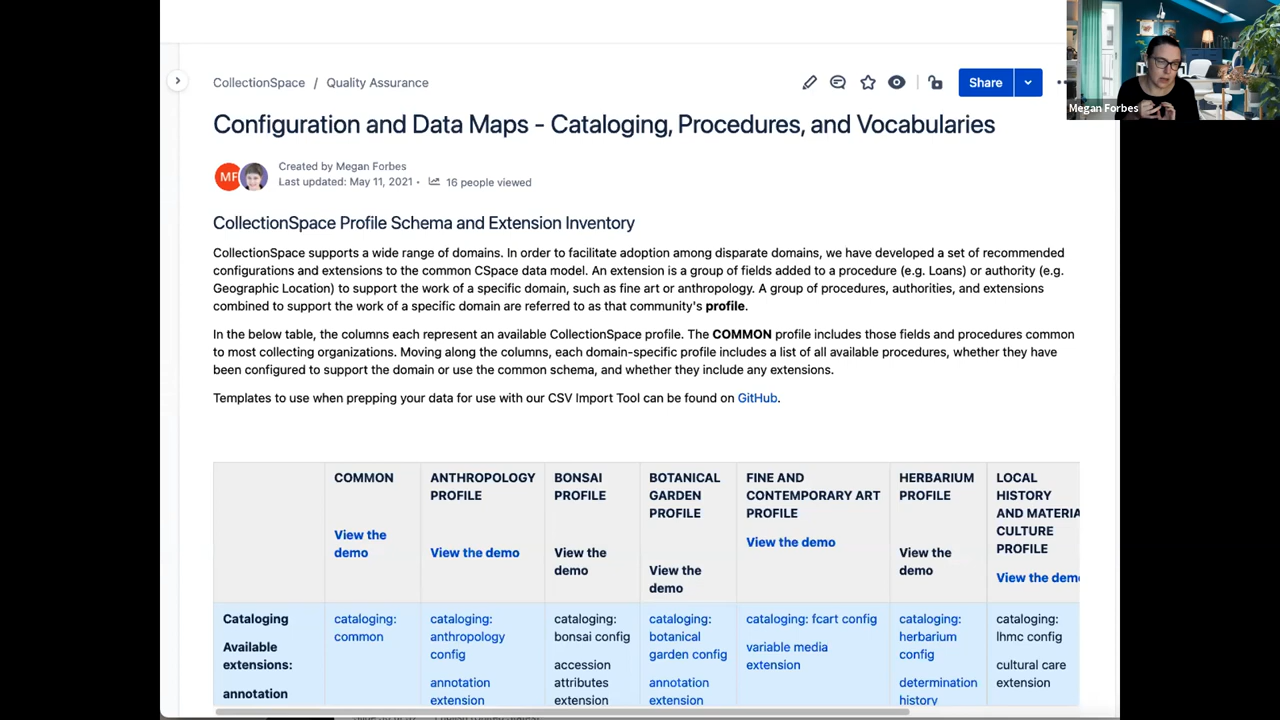 CollectionSpace / Quality Assurance
Share
Megan Forbes
Configuration and Data Maps - Cataloging, Procedures, and Vocabularies
MF
Created by Megan Forbes
Last updated: May 11, 2021 • 16 people viewed
CollectionSpace Profile Schema and Extension Inventory
CollectionSpace supports a wide range of domains. In order to facilitate adoption among disparate domains, we have developed a set of recommended
configurations and extensions to the common CSpace data model. An extension is a group of fields added to a procedure (e.g. Loans) or authority (e.g.
Geographic Location) to support the work of a specific domain, such as fine art or anthropology. A group of procedures, authorities, and extensions
combined to support the work of a specific domain are referred to as that community's profile.
In the below table, the columns each represent an available CollectionSpace profile. The COMMON profile includes those fields and procedures common
to most collecting organizations. Moving along the columns, each domain-specific profile includes a list of all available procedures, whether they have
been configured to support the domain or use the common schema, and whether they include any extensions.
Templates to use when prepping your data for use with our CSV Import Tool can be found on GitHub.
COMMON
View the
demo
ANTHROPOLOGY
PROFILE
View the demo
BONSAI
PROFILE
View the
demo
BOTANICAL
GARDEN
PROFILE
View the
demo
FINE AND
CONTEMPORARY ART
PROFILE
View the demo
HERBARIUM
PROFILE
View the
demo
LOCAL
HISTORY
AND MATERIA
CULTURE
PROFILE
View the demo
Cataloging
Available
extensions:
annotation
cataloging:
common
cataloging:
anthropology
config
annotation
extension
cataloging:
bonsai config
accession
attributes
extension
cataloging:
botanical
garden config
annotation
extension
cataloging: fcart config
variable media
extension
cataloging:
herbarium
config
determination
history
cataloging:
lhmc config
cultural care
extension